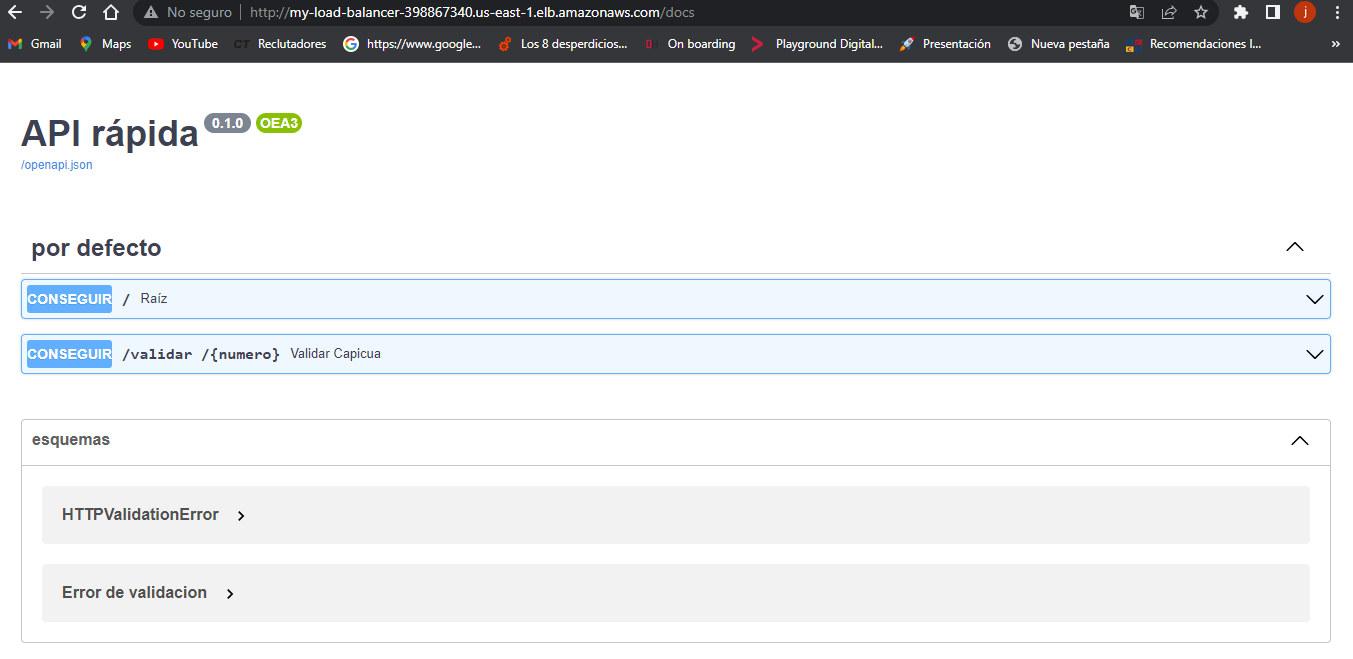 No seguro http://my-load-balancer-398867340.us-east-1.elb.amazonaws.com/docs j
Gmail Maps YouTube CT Reclutadores G https://www.google... Los 8 desperdicios... D On boarding Playground Digital... Presentación Nueva pestaña Recomendaciones l... »
API rápida 0.1.0 OEA3
/openapi.json
por defecto
CONSEGUIR / Raíz
CONSEGUIR /validar /{numero} Validar Capicua
esquemas
HTTPValidationError
Error de validacion